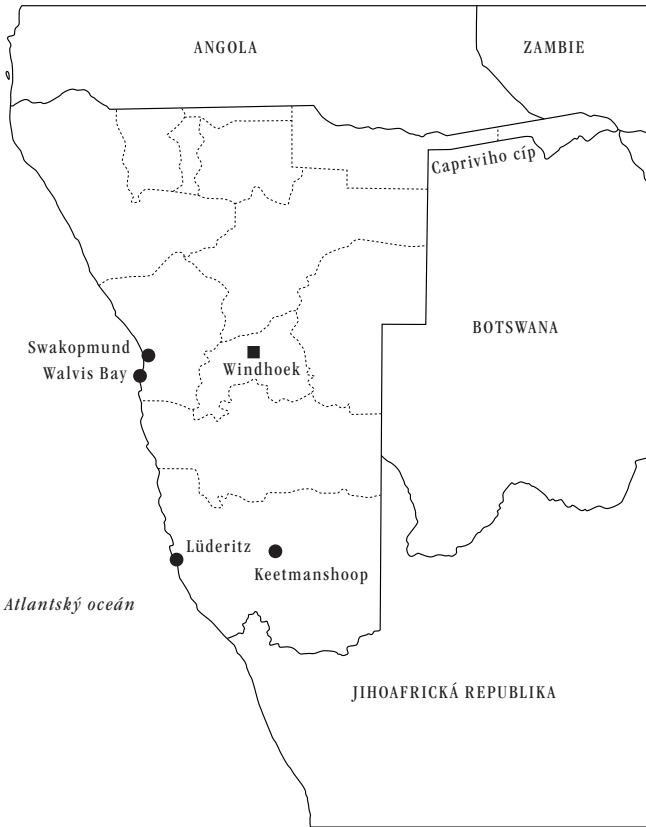 ANGOLA
ZAMBIE
Capriviho cíp
BOTSWANA
Swakopmund
Walvis Bay
Windhoek
Lüderitz
Keetmanshoop
Atlantský oceán
JIHOAFRICKÁ REPUBLIKA